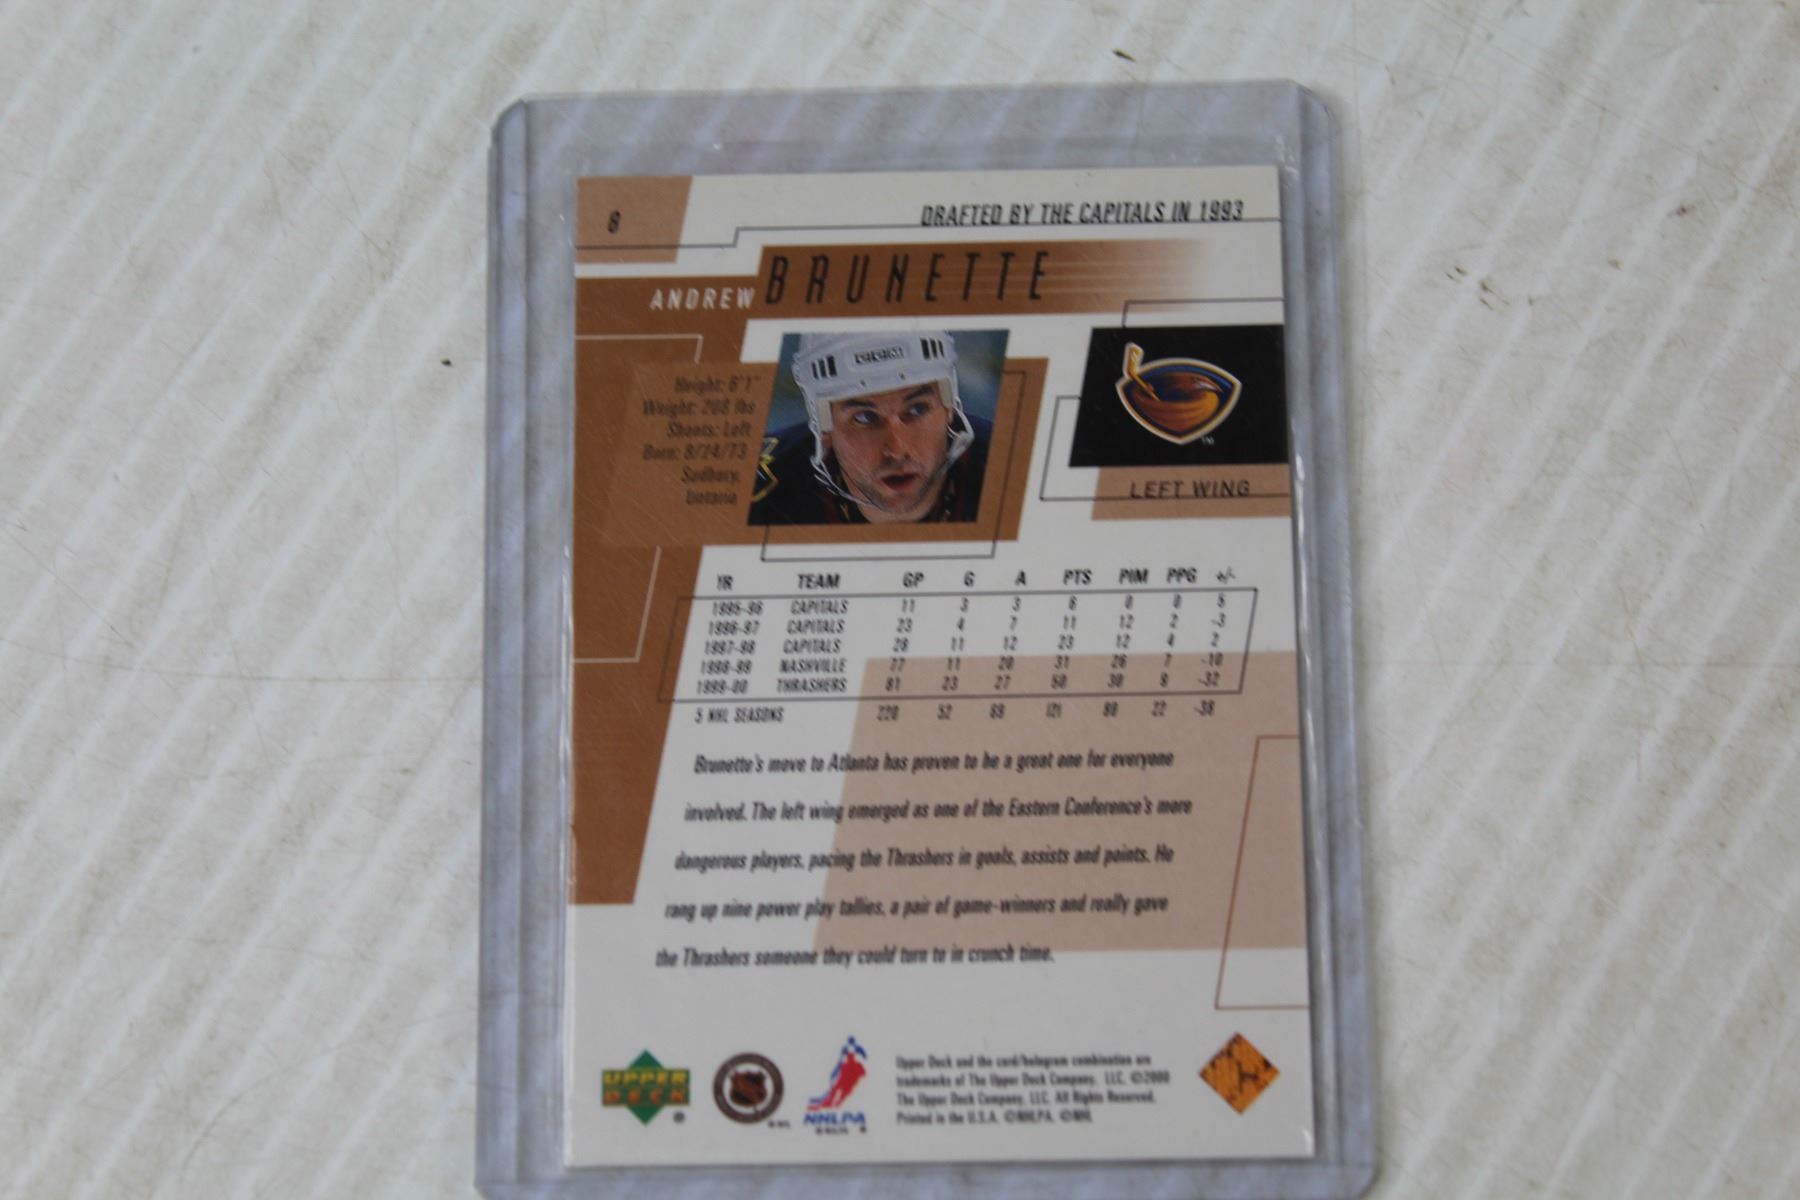 8
DRAFTED BY THE CAPITALS IN 1993
ANDREW BRUNETTE
Height: 6'1"
Weight: 208 lbs
Shoots: Left
Born: 8/24/73
Sudbury,
Ontario
CCM
TM
LEFT WING
YR TEAM GP G A PTS PIM PPG +/-
1995-96 CAPITALS 11 3 3 6 0 0 5
1996-97 CAPITALS 23 4 7 11 12 2 -3
1997-98 CAPITALS 28 11 12 23 12 4 2
1998-99 NASHVILLE 77 11 20 31 26 7 -10
1999-00 THRASHERS 81 23 27 50 30 9 -32
5 NHL SEASONS 220 52 69 121 80 22 -38
Brunette's move to Atlanta has proven to be a great one for everyone
involved. The left wing emerged as one of the Eastern Conference's more
dangerous players, pacing the Thrashers in goals, assists and points. He
rang up nine power play tallies, a pair of game-winners and really gave
the Thrashers someone they could turn to in crunch time.
UPPER
DECK
®
NHLPA
Upper Deck and the card/hologram combination are
trademarks of The Upper Deck Company, LLC. ©2000
The Upper Deck Company, LLC. All Rights Reserved.
Printed in the U.S.A. ©NHLPA. ©NHL